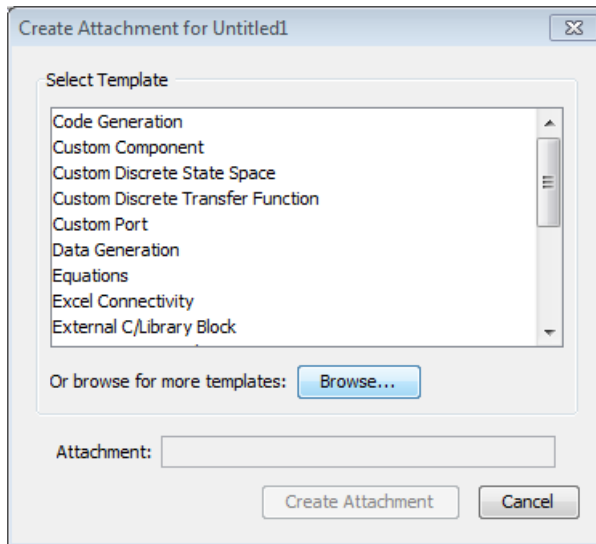 Create Attachment for Untitled1
Select Template
Code Generation
Custom Component
Custom Discrete State Space
Custom Discrete Transfer Function
Custom Port
Data Generation
Equations
Excel Connectivity
External C/Library Block
Or browse for more templates: Browse...
Attachment:
Create Attachment Cancel